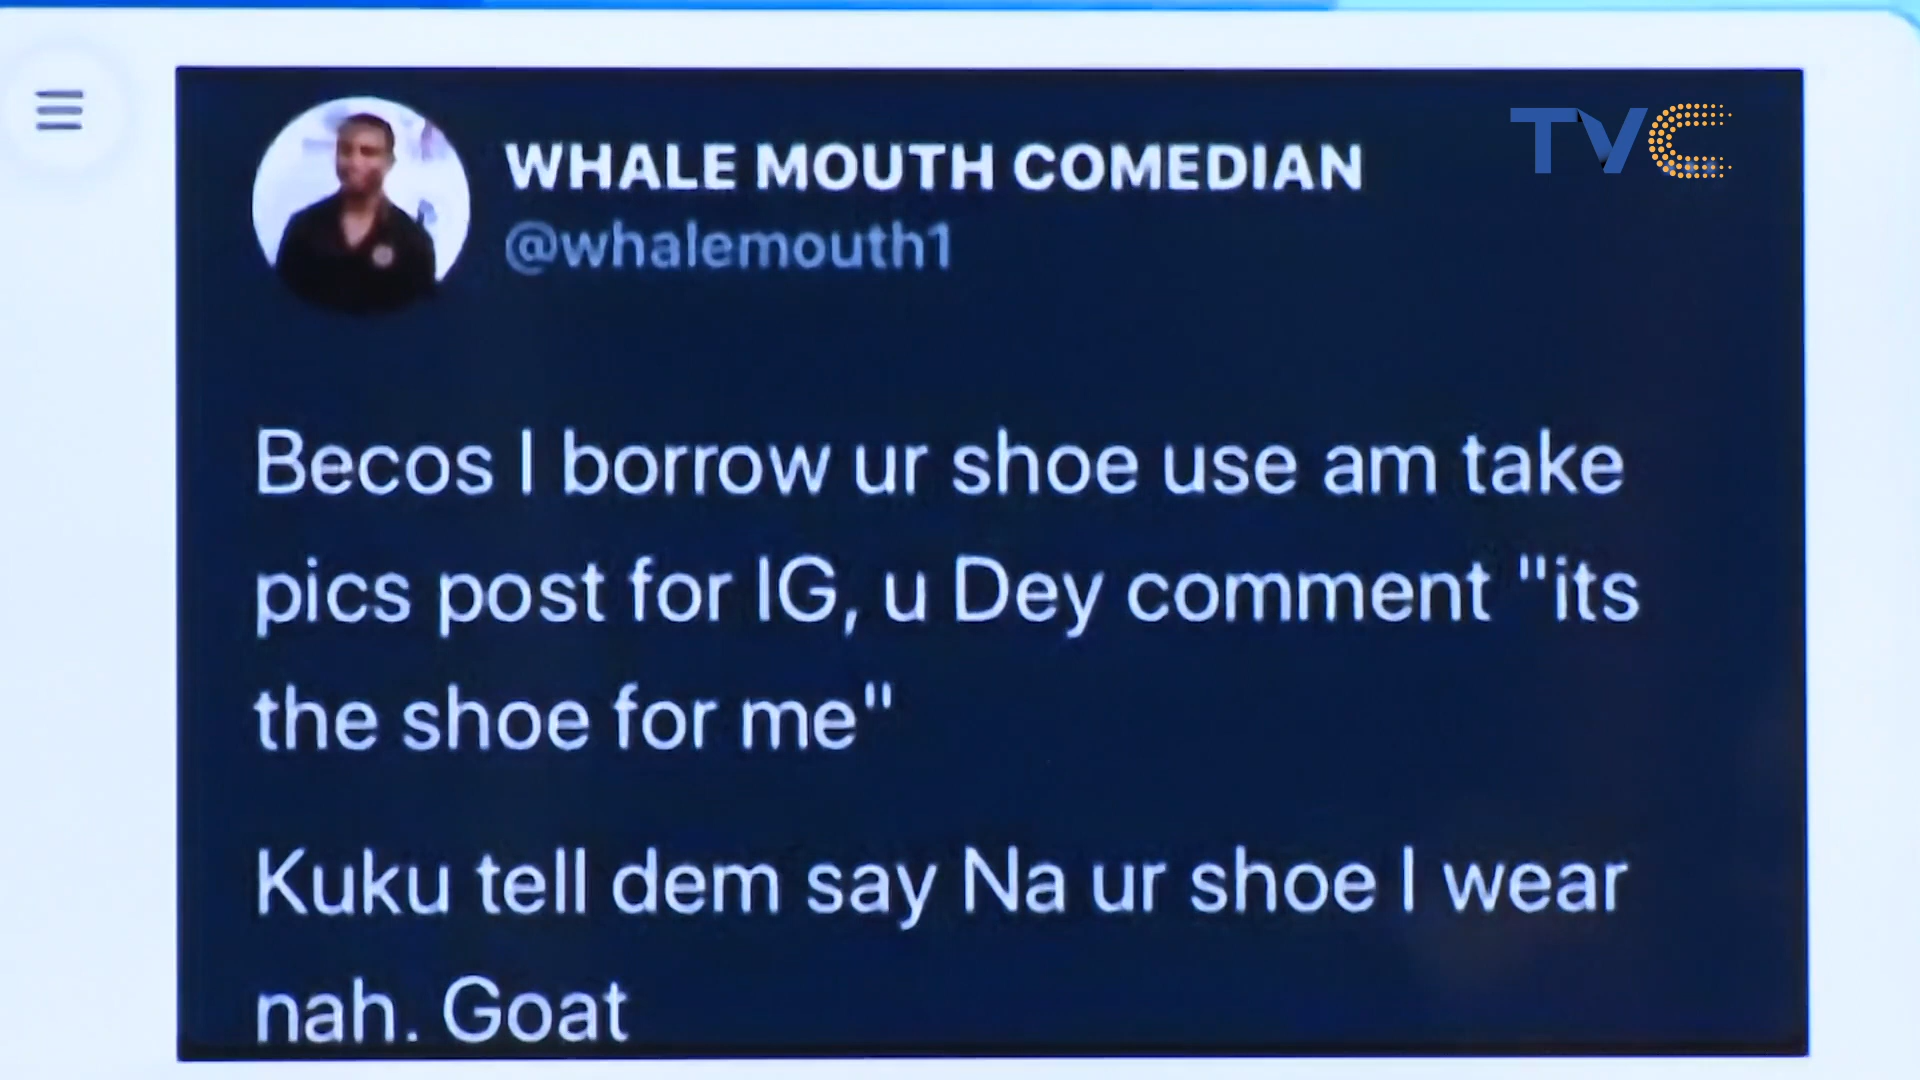 WHALE MOUTH COMEDIAN
TVC
@whalemouth1
Becos I borrow ur shoe use am take
pics post for IG, u Dey comment "its
the shoe for me"
Kuku tell dem say Na ur shoe I wear
nah. Goat